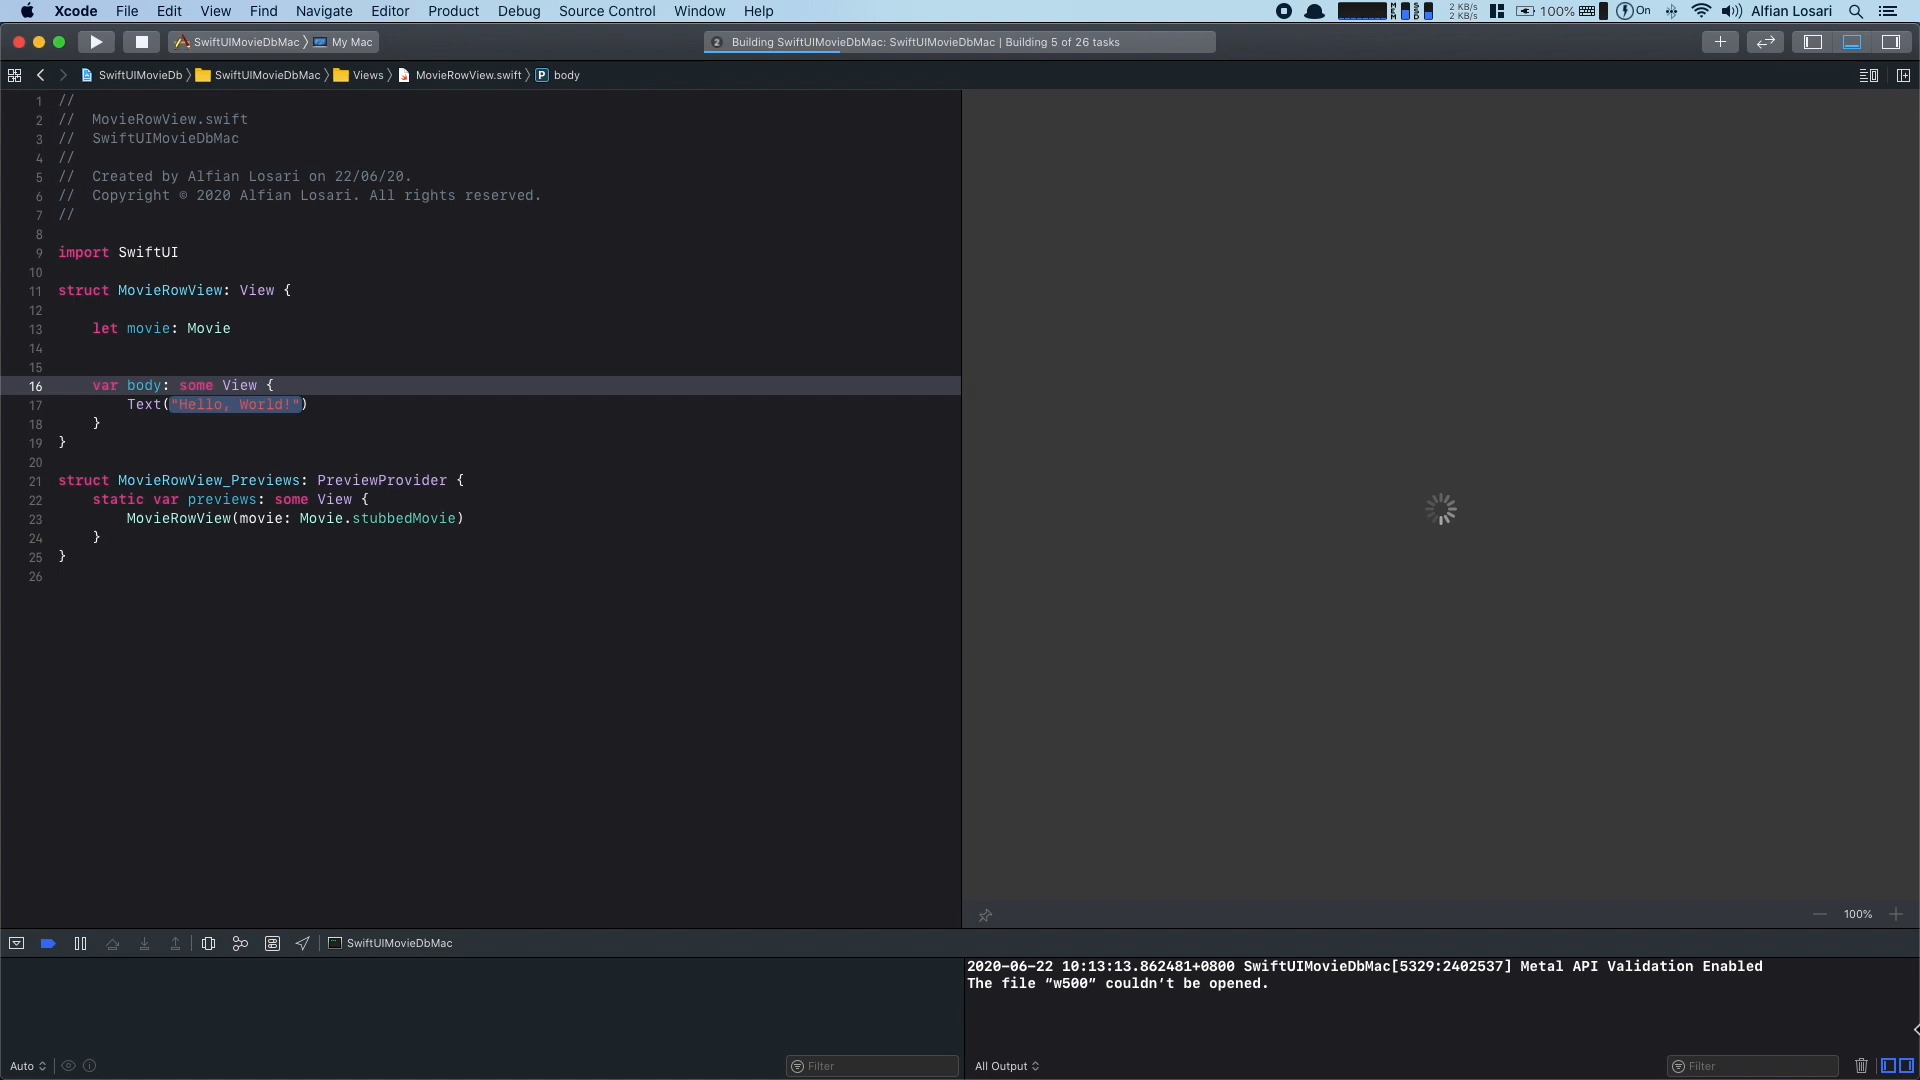 Xcode File Edit View Find Navigate Editor Product Debug Source Control Window Help
2 KB/s
2 KB/s
100%
On
Alfian Losari
SwiftUIMovieDbMac My Mac
2 Building SwiftUIMovieDbMac: SwiftUIMovieDbMac | Building 5 of 26 tasks
SwiftUIMovieDb SwiftUIMovieDbMac Views MovieRowView.swift P body
1 //
2 //  MovieRowView.swift
3 //  SwiftUIMovieDbMac
4 //
5 //  Created by Alfian Losari on 22/06/20.
6 //  Copyright © 2020 Alfian Losari. All rights reserved.
7 //
8
9 import SwiftUI
10
11 struct MovieRowView: View {
12
13     let movie: Movie
14
15
16     var body: some View {
17         Text("Hello, World!")
18     }
19 }
20
21 struct MovieRowView_Previews: PreviewProvider {
22     static var previews: some View {
23         MovieRowView(movie: Movie.stubbedMovie)
24     }
25 }
26
100%
SwiftUIMovieDbMac
2020-06-22 10:13:13.862481+0800 SwiftUIMovieDbMac[5329:2402537] Metal API Validation Enabled
The file “w500” couldn’t be opened.
Auto
Filter
All Output
Filter